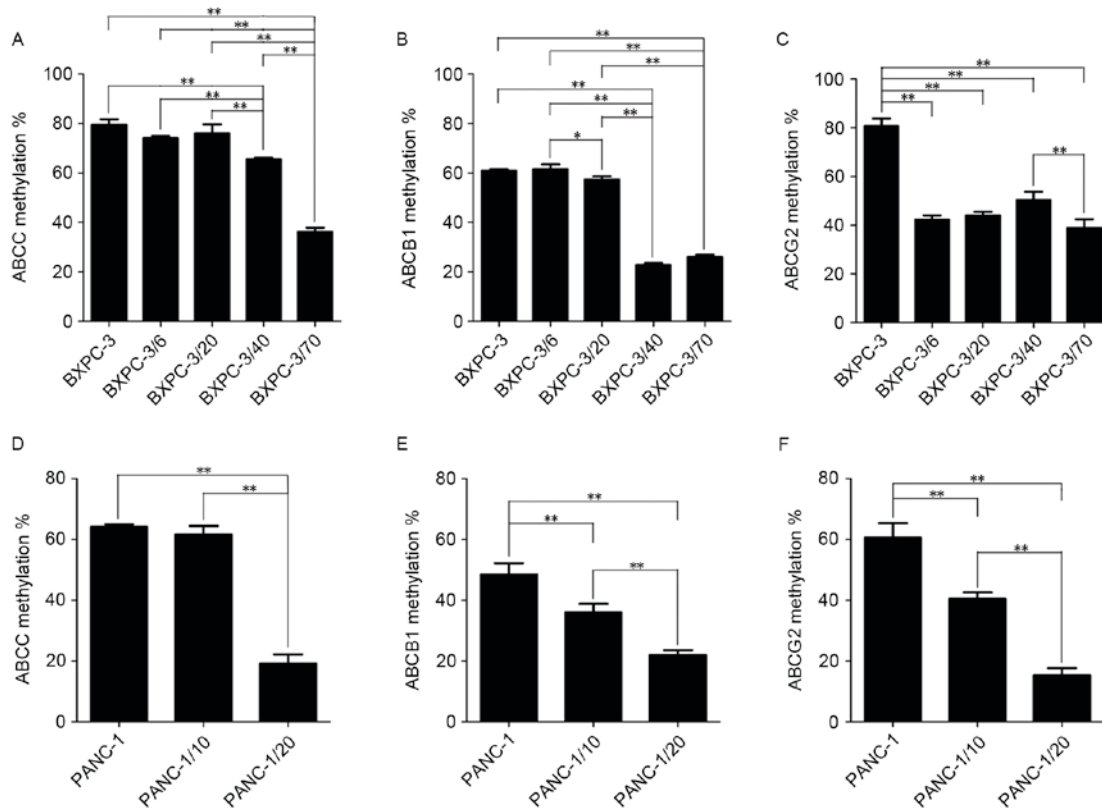 A
**
**
**
**
**
**
**
ABCC methylation %
100
80
60
40
20
0
BXPC-3
BXPC-3/6
BXPC-3/20
BXPC-3/40
BXPC-3/70
B
**
**
**
**
**
**
*
ABCB1 methylation %
100
80
60
40
20
0
BXPC-3
BXPC-3/6
BXPC-3/20
BXPC-3/40
BXPC-3/70
C
**
**
**
**
**
ABCG2 methylation %
100
80
60
40
20
0
BXPC-3
BXPC-3/6
BXPC-3/20
BXPC-3/40
BXPC-3/70
D
**
**
ABCC methylation %
80
60
40
20
0
PANC-1
PANC-1/10
PANC-1/20
E
**
**
**
ABCB1 methylation %
80
60
40
20
0
PANC-1
PANC-1/10
PANC-1/20
F
**
**
**
ABCG2 methylation %
80
60
40
20
0
PANC-1
PANC-1/10
PANC-1/20